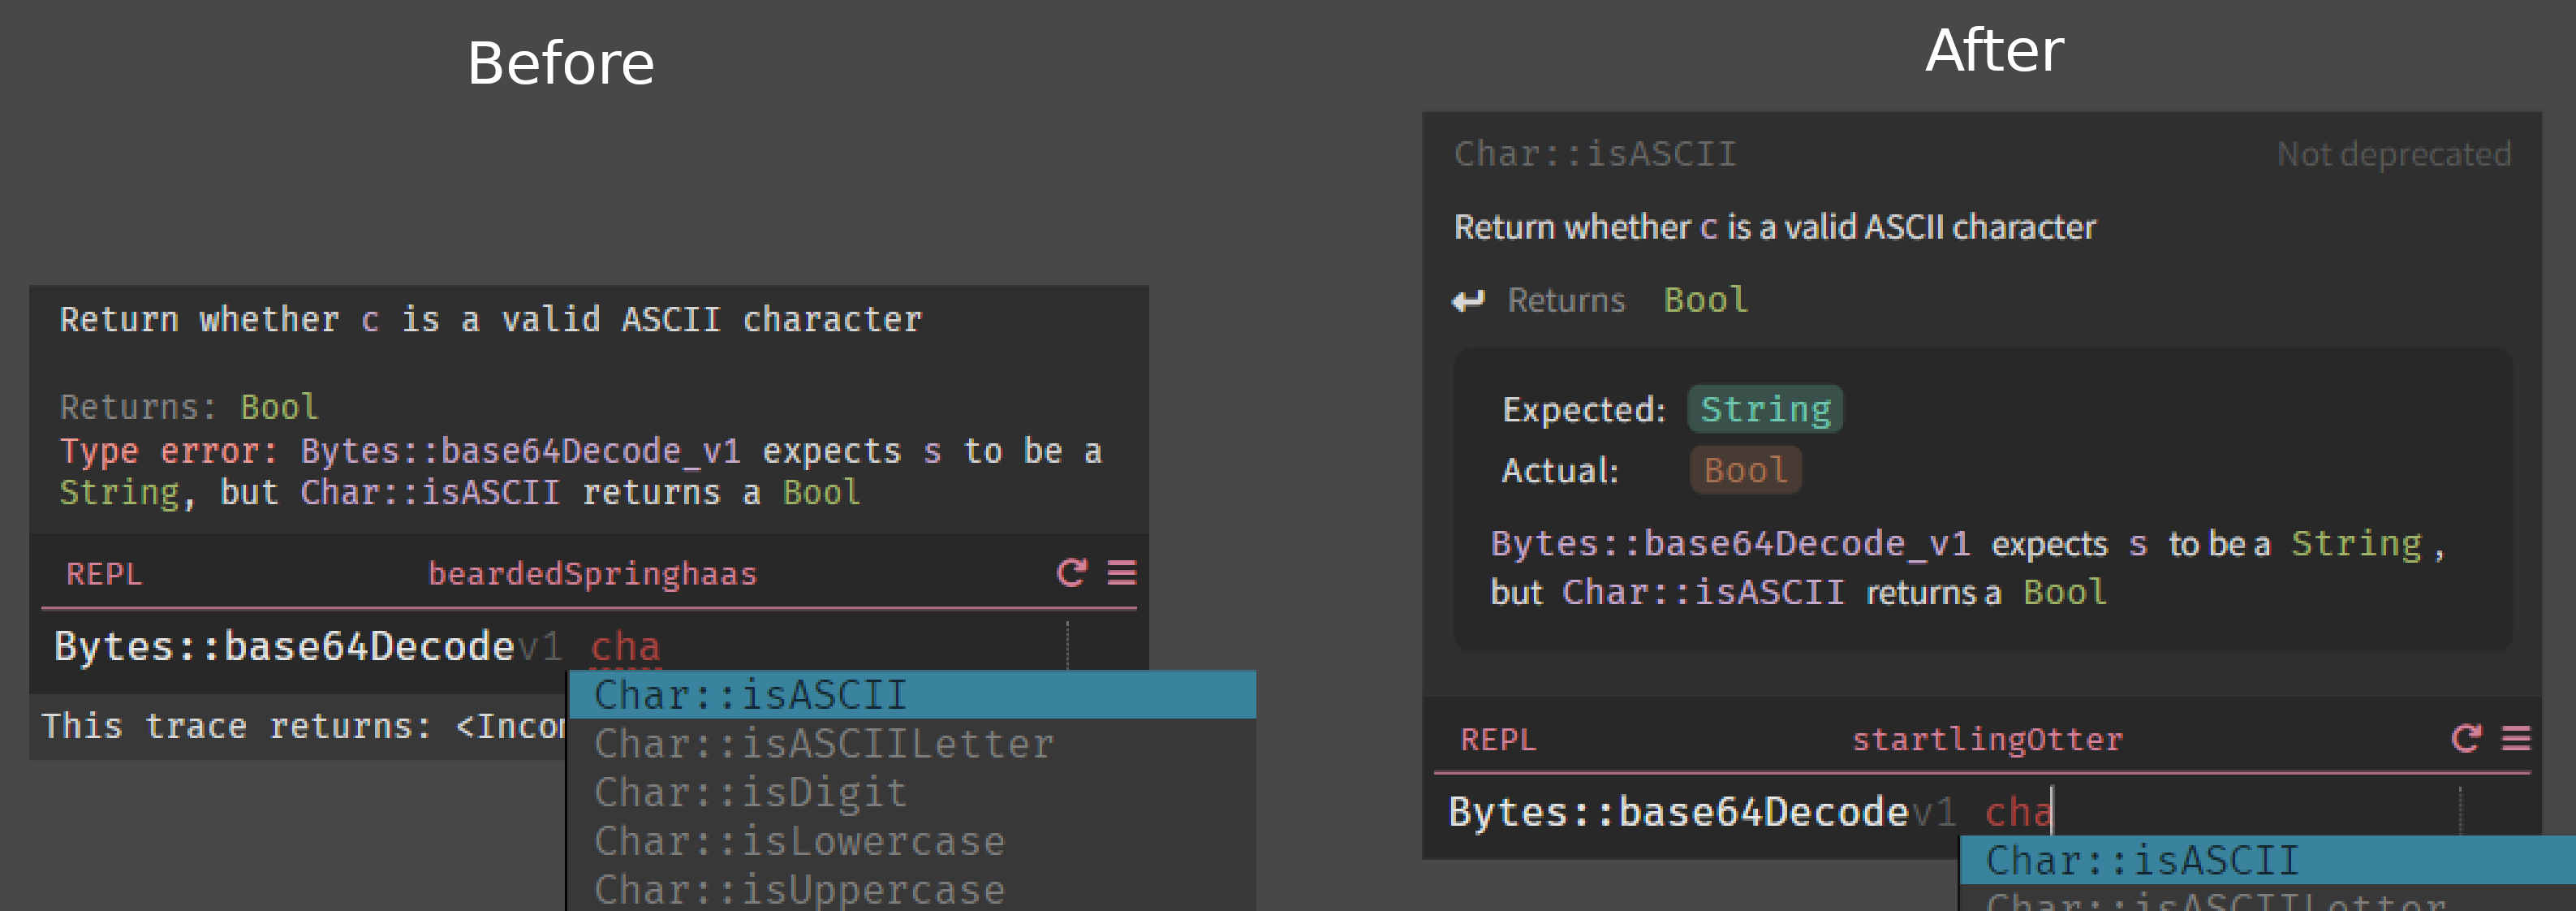 Before
Return whether c is a valid ASCII character
Returns: Bool
Type error: Bytes::base64Decode_v1 expects s to be a
String, but Char::isASCII returns a Bool
REPL beardedSpringhaas
Bytes::base64Decodev1 cha
Char::isASCII
This trace returns: <Incom
Char::isASCIILetter
Char::isDigit
Char::isLowercase
Char::isUppercase
After
Char::isASCII Not deprecated
Return whether c is a valid ASCII character
Returns Bool
Expected: String
Actual: Bool
Bytes::base64Decode_v1 expects s to be a String ,
but Char::isASCII returns a Bool
REPL startlingOtter
Bytes::base64Decodev1 cha
Char::isASCII
Char::isASCIILetter